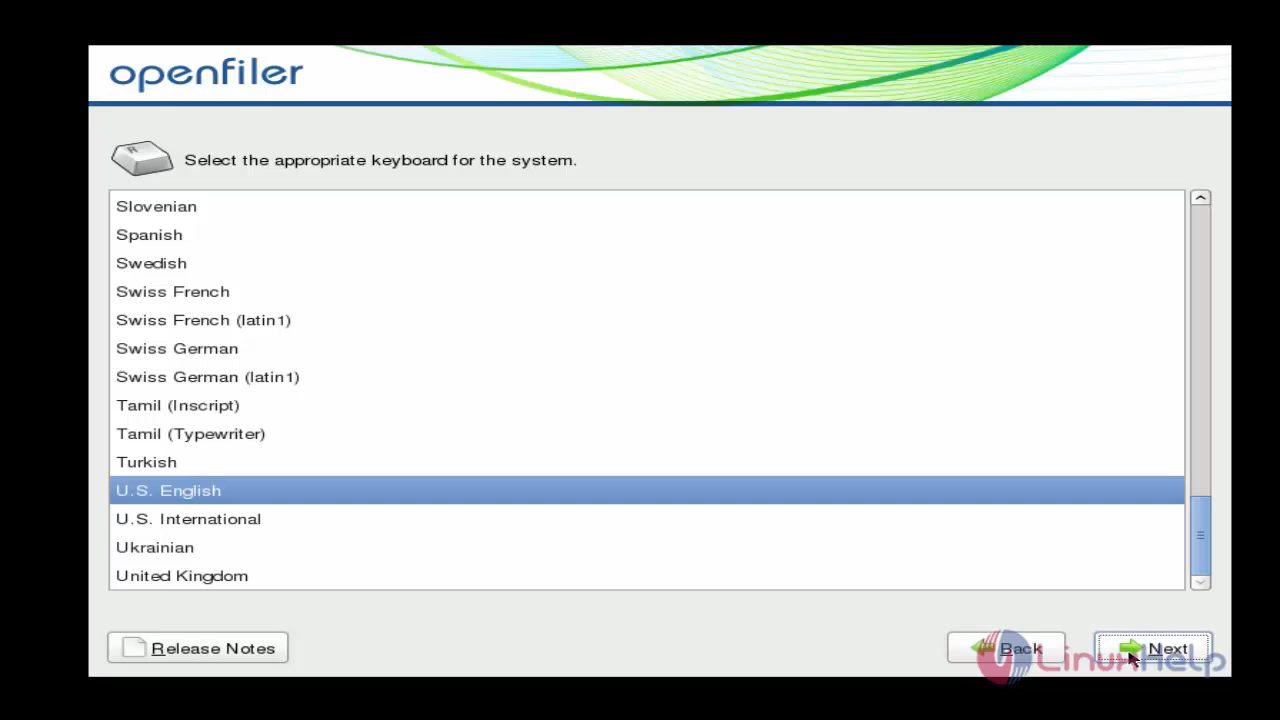 openfiler
R
Select the appropriate keyboard for the system.
Slovenian
Spanish
Swedish
Swiss French
Swiss French (latin1)
Swiss German
Swiss German (latin1)
Tamil (Inscript)
Tamil (Typewriter)
Turkish
U.S. English
U.S. International
Ukrainian
United Kingdom
Release Notes
Back
Next
Linuxhelp